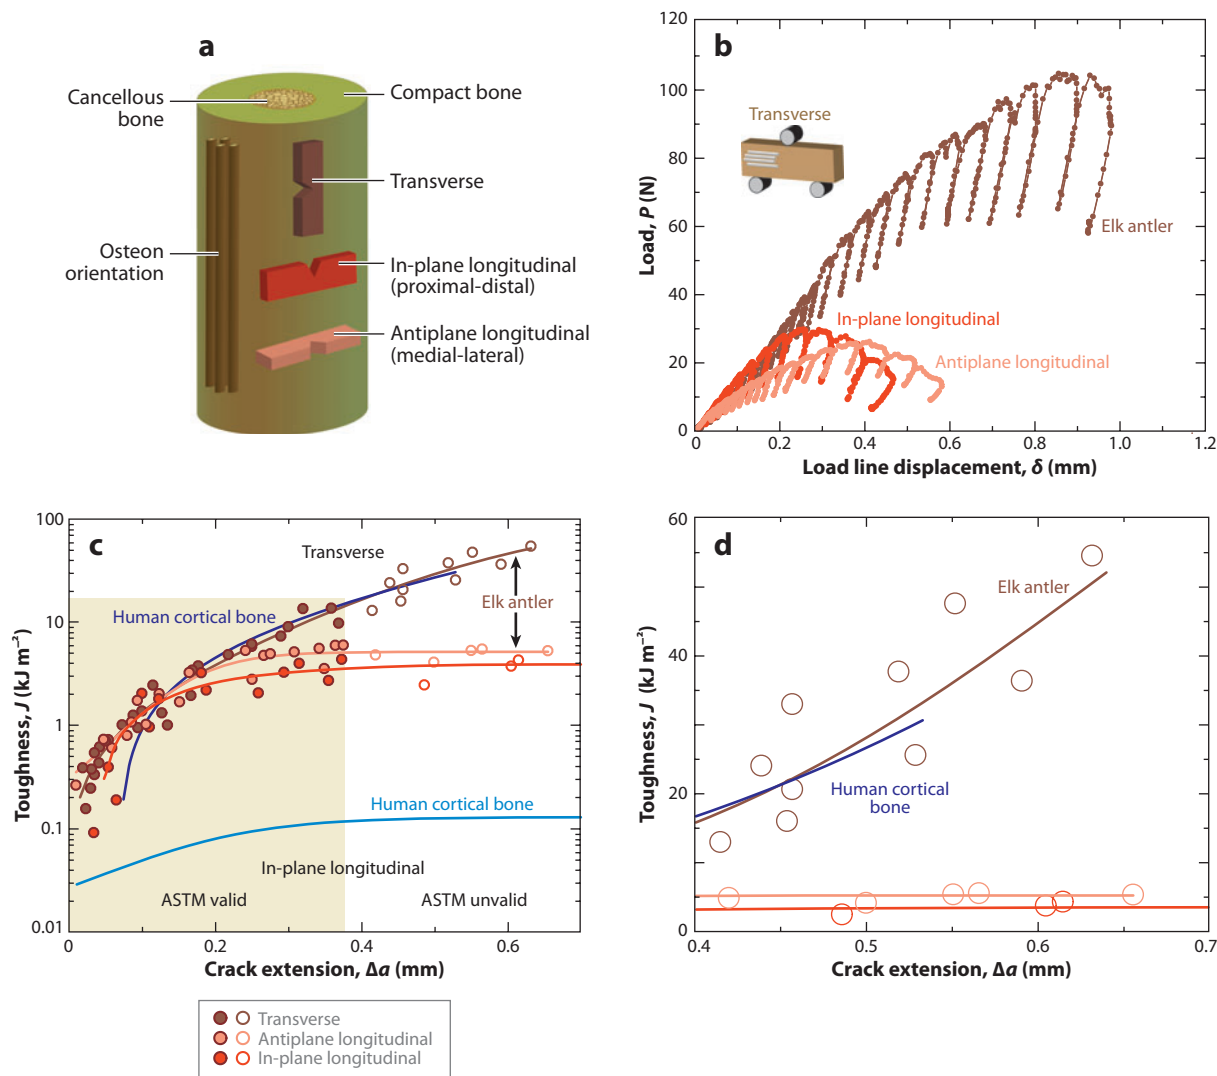 a
Cancellous
bone
Compact bone
Transverse
Osteon
orientation
In-plane longitudinal
(proximal-distal)
Antiplane longitudinal
(medial-lateral)
b
120
100
80
60
40
20
0
Load, P (N)
Transverse
Elk antler
In-plane longitudinal
Antiplane longitudinal
0
0.2
0.4
0.6
0.8
1.0
1.2
Load line displacement, δ (mm)
c
100
10
1
0.1
0.01
Toughness, J (kJ m⁻²)
Transverse
Human cortical bone
Elk antler
Human cortical bone
In-plane longitudinal
ASTM valid
ASTM unvalid
0
0.2
0.4
0.6
Crack extension, Δa (mm)
Transverse
Antiplane longitudinal
In-plane longitudinal
d
60
50
40
30
20
10
0
Toughness, J (kJ m⁻²)
Elk antler
Human cortical
bone
0.4
0.5
0.6
0.7
Crack extension, Δa (mm)